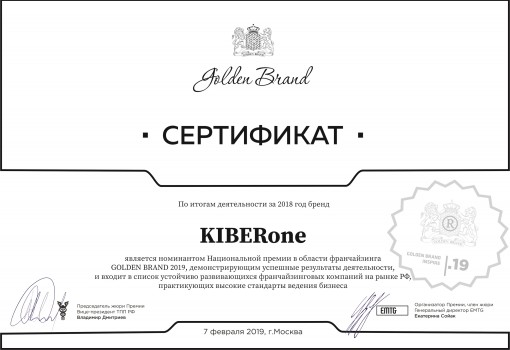 Golden Brand
· СЕРТИФИКАТ ·
По итогам деятельности за 2018 год бренд
KIBERone
является номинантом Национальной премии в области франчайзинга
GOLDEN BRAND 2019, демонстрирующим успешные результаты деятельности,
и входит в список устойчиво развивающихся франчайзинговых компаний на рынке РФ,
практикующих высокие стандарты ведения бизнеса
®
GOLDEN BRAND
INSPIRE
.19
Председатель жюри Премии
Вице-президент ТПП РФ
Владимир Дмитриев
EMTG
Организатор Премии, член жюри
Генеральный директор EMTG
Екатерина Сойак
7 февраля 2019, г.Москва